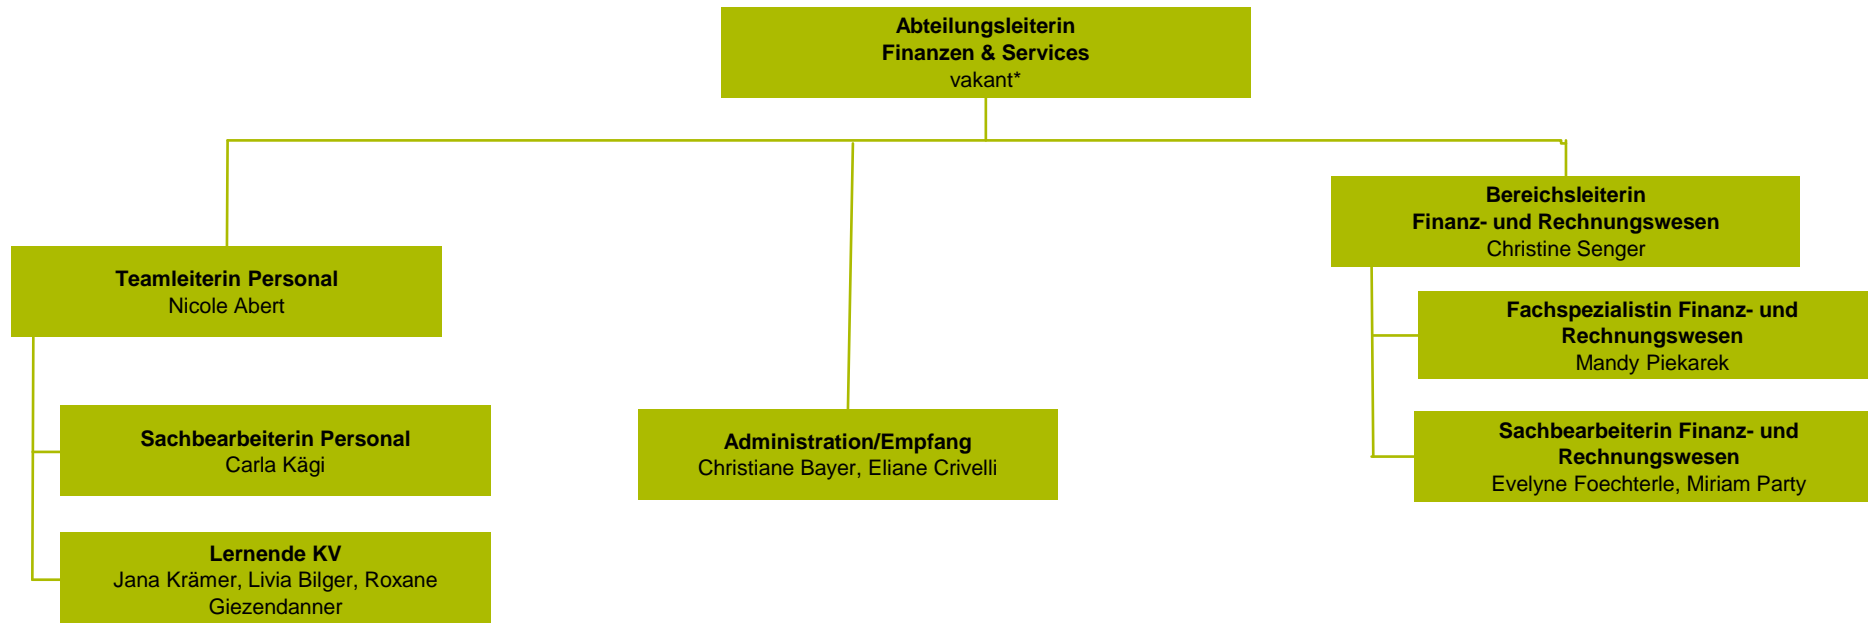 Abteilungsleiterin
Finanzen & Services
vakant*
Teamleiterin Personal
Nicole Abert
Sachbearbeiterin Personal
Carla Kägi
Lernende KV
Jana Krämer, Livia Bilger, Roxane
Giezendanner
Administration/Empfang
Christiane Bayer, Eliane Crivelli
Bereichsleiterin
Finanz- und Rechnungswesen
Christine Senger
Fachspezialistin Finanz- und
Rechnungswesen
Mandy Piekarek
Sachbearbeiterin Finanz- und
Rechnungswesen
Evelyne Foechterle, Miriam Party